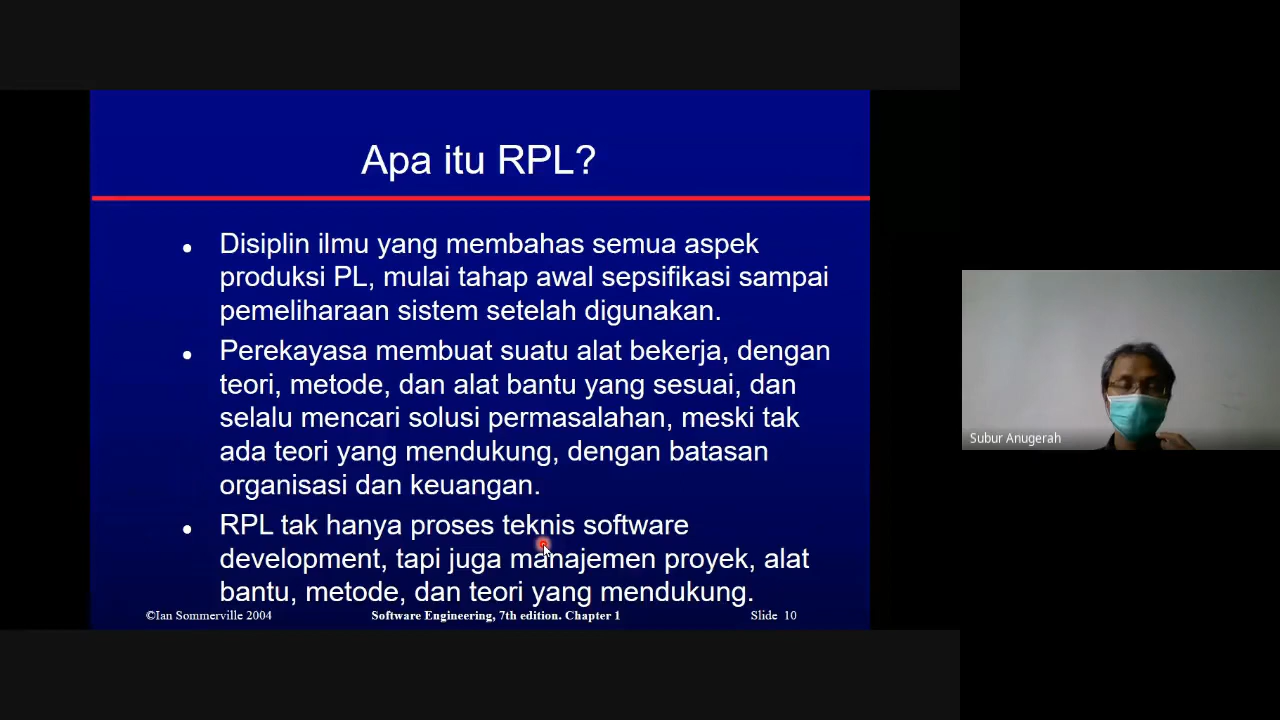 Apa itu RPL?
Disiplin ilmu yang membahas semua aspek
produksi PL, mulai tahap awal sepsifikasi sampai
pemeliharaan sistem setelah digunakan.
Perekayasa membuat suatu alat bekerja, dengan
teori, metode, dan alat bantu yang sesuai, dan
selalu mencari solusi permasalahan, meski tak
ada teori yang mendukung, dengan batasan
organisasi dan keuangan.
RPL tak hanya proses teknis software
development, tapi juga manajemen proyek, alat
bantu, metode, dan teori yang mendukung.
©Ian Sommerville 2004
Software Engineering, 7th edition. Chapter 1
Slide 10
Subur Anugerah